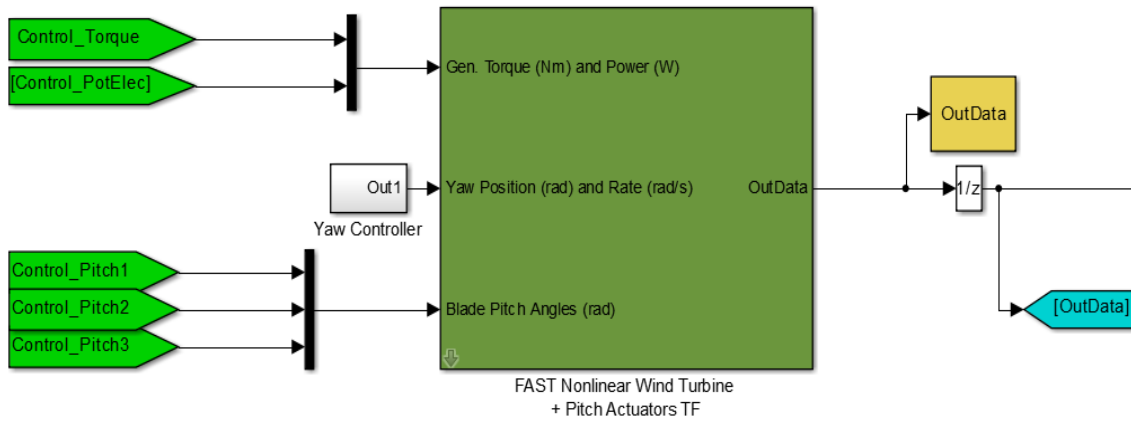 Control_Torque
[Control_PotElec]
Gen. Torque (Nm) and Power (W)
OutData
Out1
Yaw Controller
Yaw Position (rad) and Rate (rad/s)
OutData
1/z
Control_Pitch1
Control_Pitch2
Control_Pitch3
Blade Pitch Angles (rad)
[OutData]
FAST Nonlinear Wind Turbine
+ Pitch Actuators TF